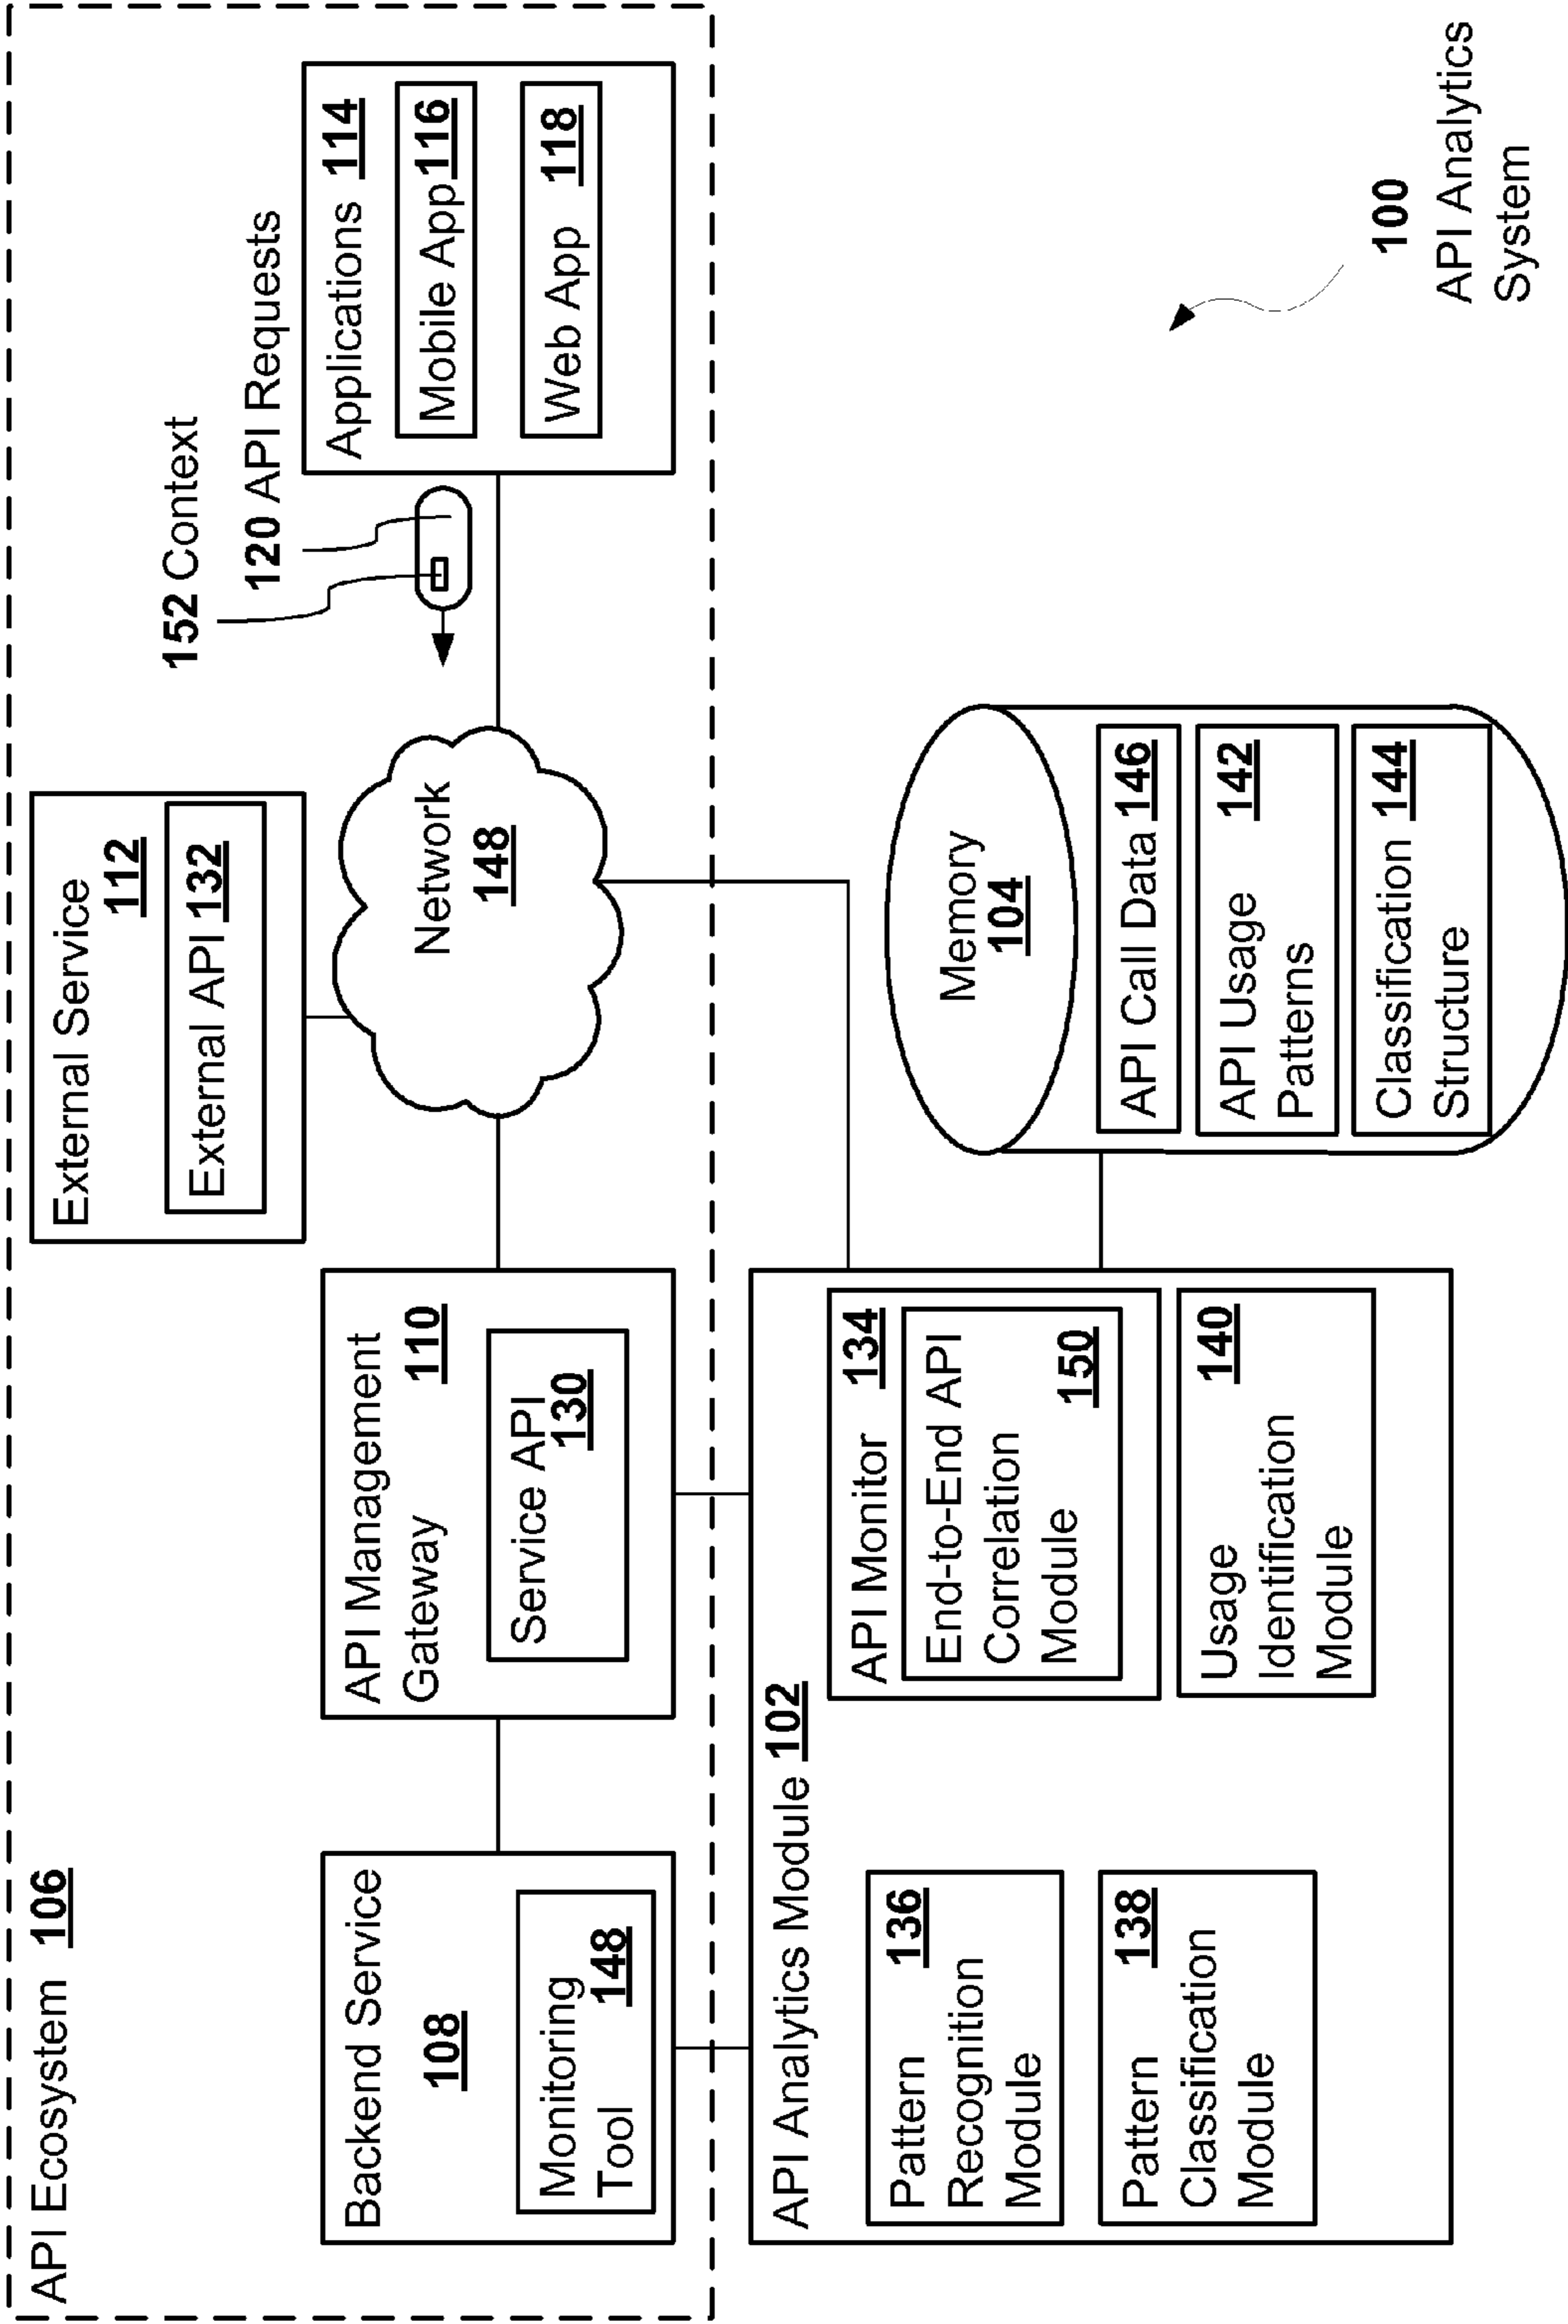 API Ecosystem 106
Backend Service
108
Monitoring
Tool 148
API Management
Gateway 110
Service API
130
External Service
112
External API 132
Network
148
152 Context
120 API Requests
Applications 114
Mobile App 116
Web App 118
API Analytics Module 102
Pattern 136
Recognition
Module
Pattern 138
Classification
Module
API Monitor 134
End-to-End API
Correlation
Module 150
Usage 140
Identification
Module
Memory
104
API Call Data 146
API Usage 142
Patterns
Classification 144
Structure
100
API Analytics
System